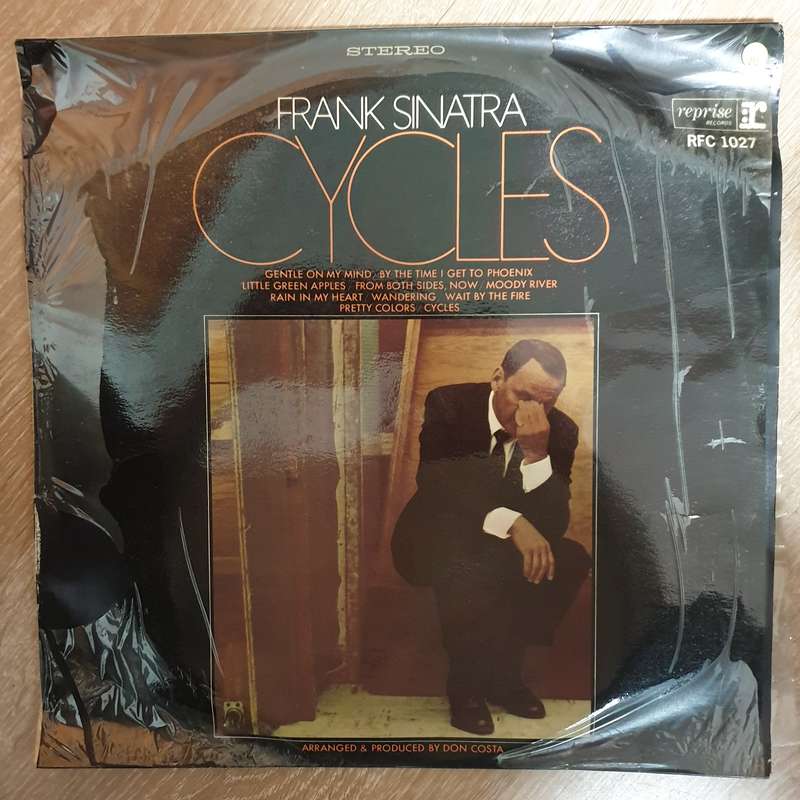 STEREO
FRANK SINATRA
reprise
RECORDS
r:
RFC 1027
CYCLES
GENTLE ON MY MIND / BY THE TIME I GET TO PHOENIX
LITTLE GREEN APPLES / FROM BOTH SIDES, NOW / MOODY RIVER
RAIN IN MY HEART / WANDERING / WAIT BY THE FIRE
PRETTY COLORS / CYCLES
ARRANGED & PRODUCED BY DON COSTA